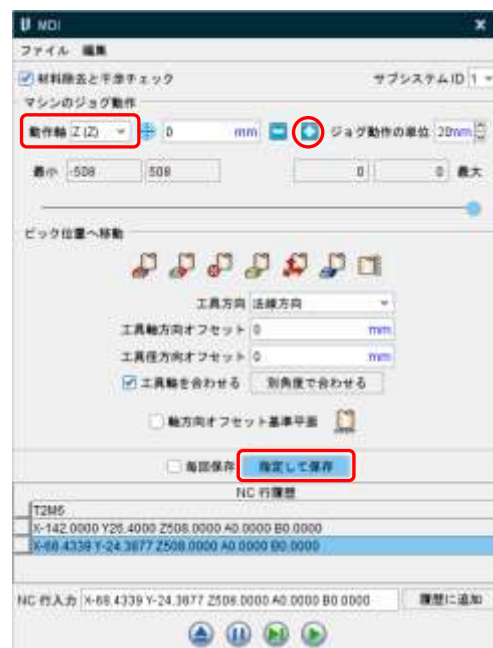 MDI
ファイル 編集
材料除去と干渉チェック サブシステムID 1
マシンのジョグ動作
動作軸 Z (Z) 0 mm ジョグ動作の単位 20mm
最小 -508 508 0 0 最大
ピック位置へ移動
工具方向 法線方向
工具軸方向オフセット 0 mm
工具径方向オフセット 0 mm
工具軸を合わせる 別角度で合わせる
軸方向オフセット基準平面
毎回保存 指定して保存
NC 行履歴
T2M6
X-142.0000 Y26.4000 Z508.0000 A0.0000 B0.0000
X-68.4339 Y-24.3677 Z508.0000 A0.0000 B0.0000
NC 行入力 X-68.4339 Y-24.3677 Z508.0000 A0.0000 B0.0000 履歴に追加